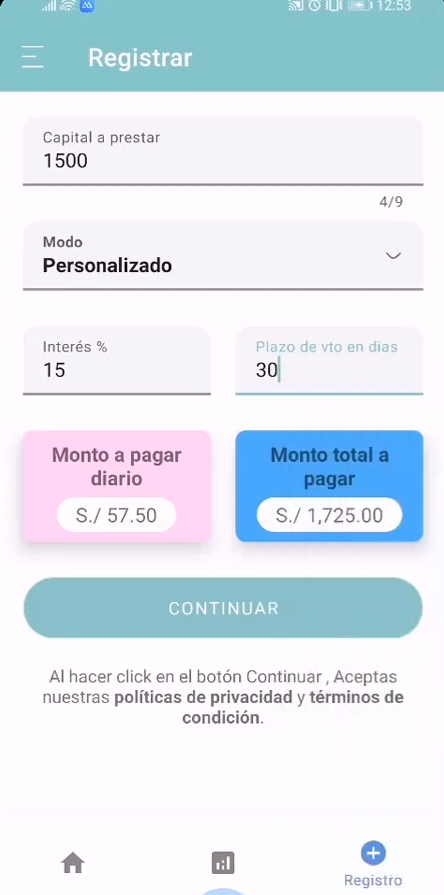 12:53
Registrar
Capital a prestar
1500
4/9
Modo
Personalizado
Interés %
15
Plazo de vto en dias
30
Monto a pagar
diario
S./ 57.50
Monto total a
pagar
S./ 1,725.00
CONTINUAR
Al hacer click en el botón Continuar , Aceptas
nuestras políticas de privacidad y términos de
condición.
Registro